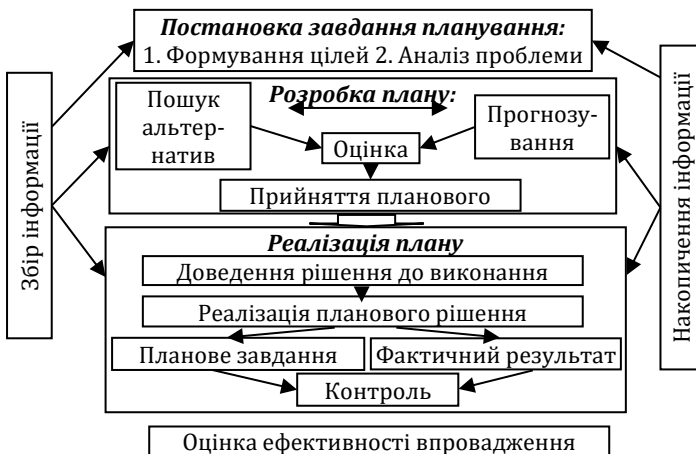 Постановка завдання планування:
1. Формування цілей 2. Аналіз проблеми
Збір інформації
Накопичення інформації
Розробка плану:
Пошук
альтер-
натив
Прогнозу-
вання
Оцінка
Прийняття планового
Реалізація плану
Доведення рішення до виконання
Реалізація планового рішення
Планове завдання
Фактичний результат
Контроль
Оцінка ефективності впровадження